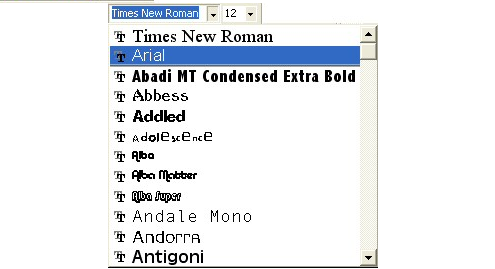 Times New Roman 12
Times New Roman
Arial
Abadi MT Condensed Extra Bold
Abbess
Addled
Adolescence
Alba
Alba Matter
Alba Super
Andale Mono
Andorra
Antigoni